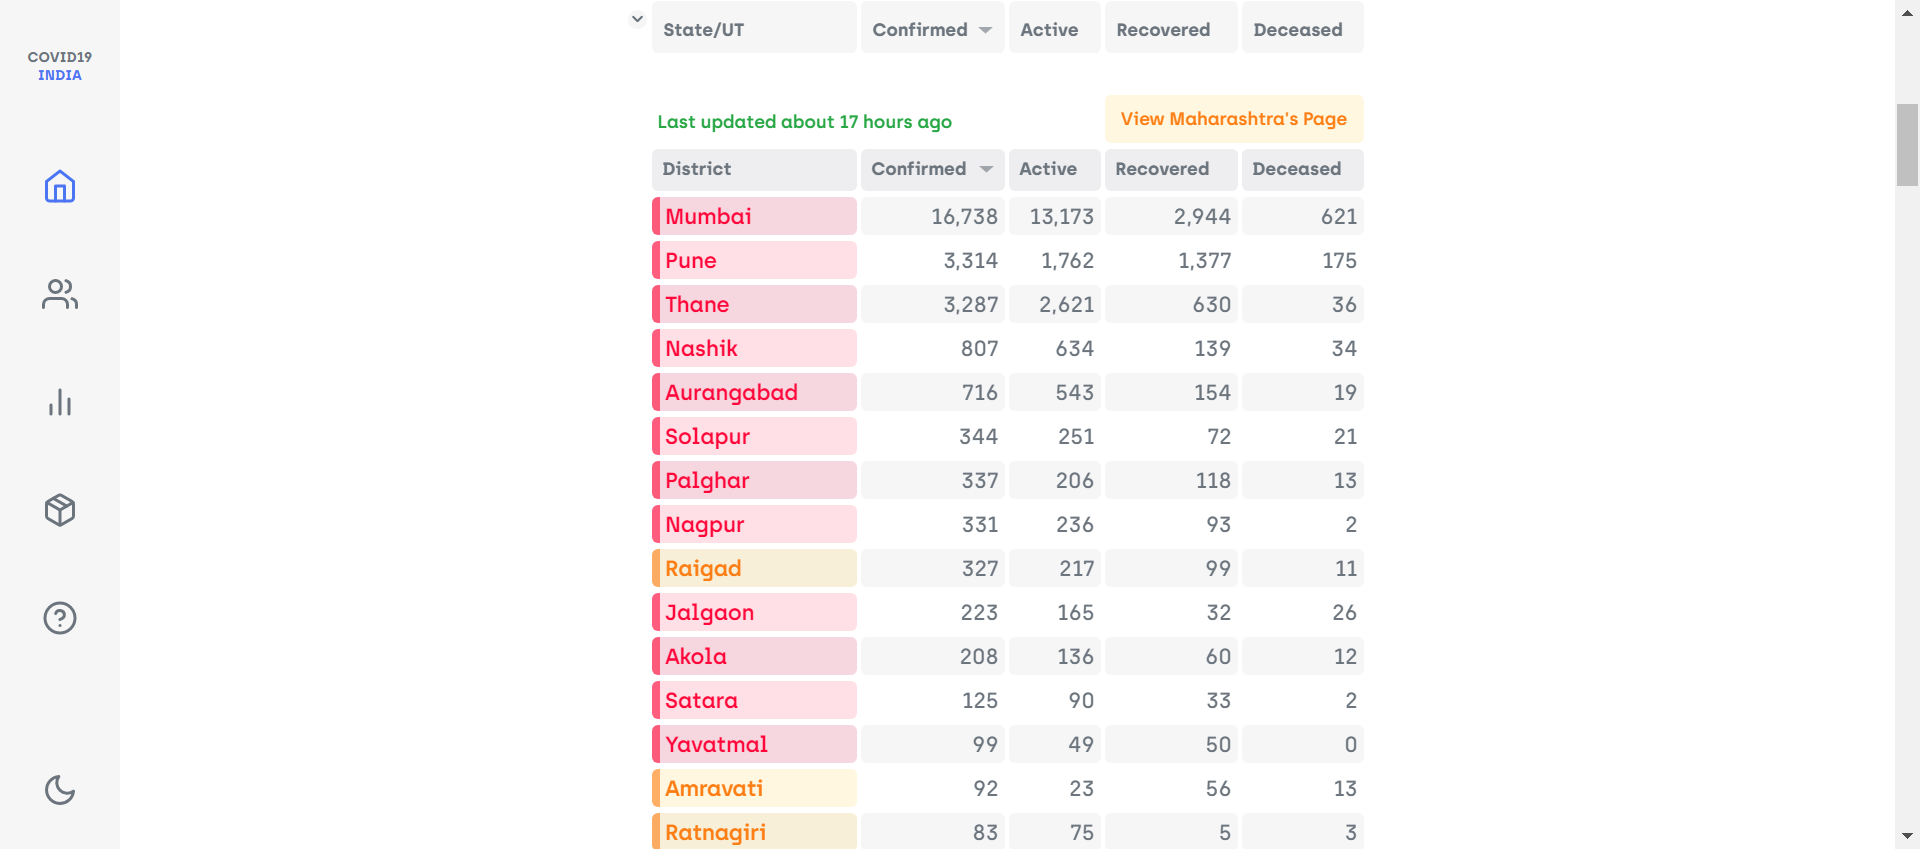 COVID19
INDIA
State/UT Confirmed Active Recovered Deceased
Last updated about 17 hours ago View Maharashtra's Page
District Confirmed Active Recovered Deceased
Mumbai 16,738 13,173 2,944 621
Pune 3,314 1,762 1,377 175
Thane 3,287 2,621 630 36
Nashik 807 634 139 34
Aurangabad 716 543 154 19
Solapur 344 251 72 21
Palghar 337 206 118 13
Nagpur 331 236 93 2
Raigad 327 217 99 11
Jalgaon 223 165 32 26
Akola 208 136 60 12
Satara 125 90 33 2
Yavatmal 99 49 50 0
Amravati 92 23 56 13
Ratnagiri 83 75 5 3